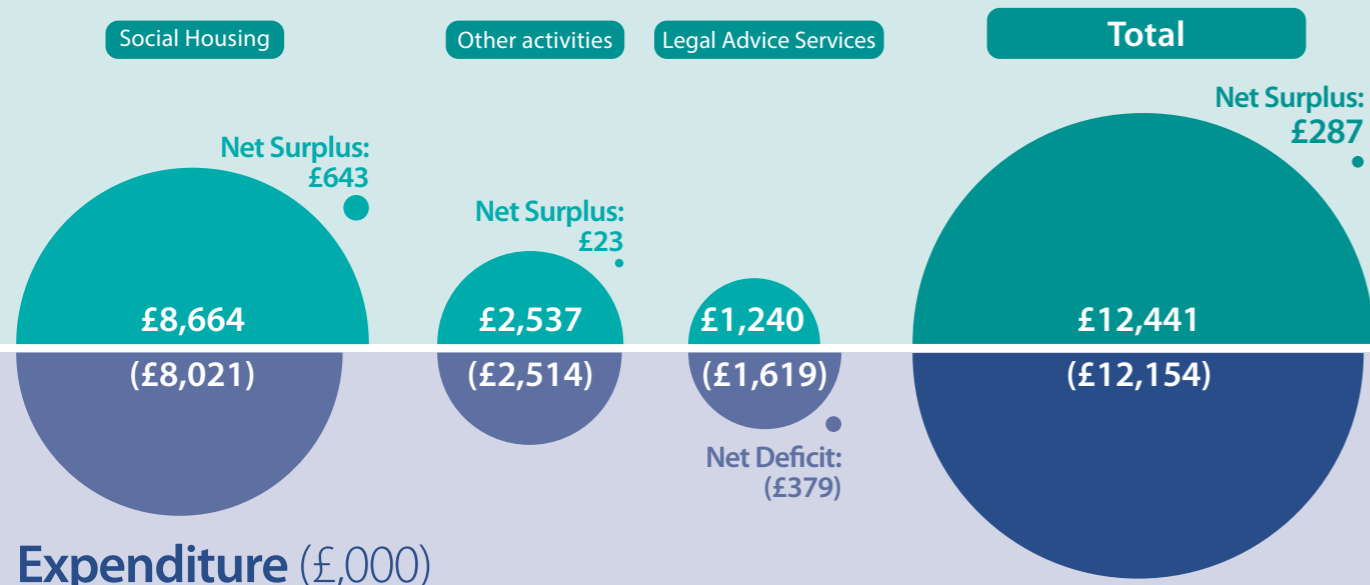 Social Housing
Other activities
Legal Advice Services
Total
Net Surplus:
£643
Net Surplus:
£23
Net Surplus:
£287
£8,664
£2,537
£1,240
£12,441
(£8,021)
(£2,514)
(£1,619)
(£12,154)
Net Deficit:
(£379)
Expenditure (£,000)